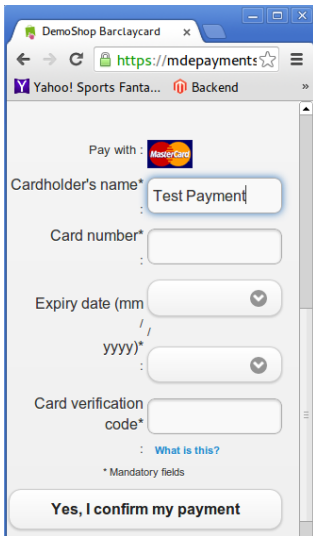 DemoShop Barclaycard
https://mdepayments
Yahoo! Sports Fanta... Backend »
Pay with : MasterCard
Cardholder's name*
: Test Payment
Card number*
:
Expiry date (mm
/ /
yyyy)*
:
Card verification
code*
: What is this?
* Mandatory fields
Yes, I confirm my payment